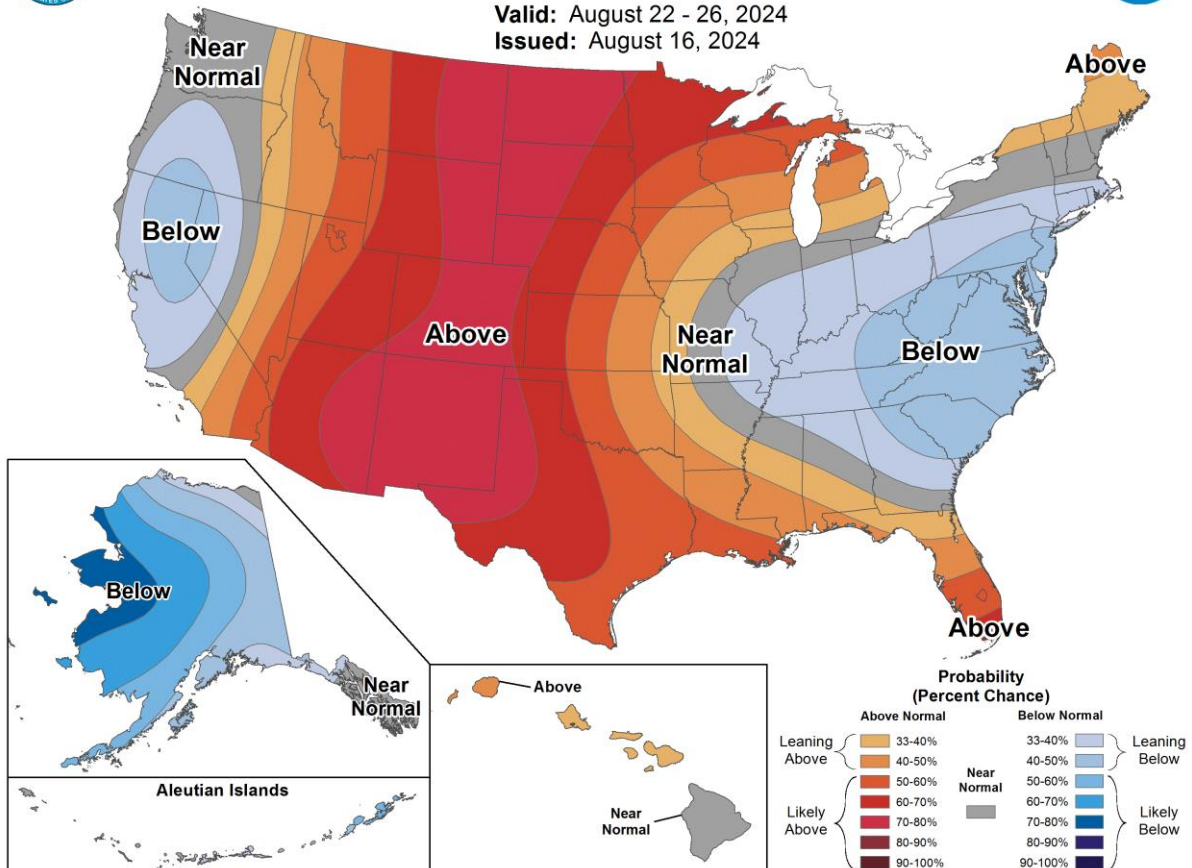 Valid: August 22 - 26, 2024
Issued: August 16, 2024
Near
Normal
Above
Below
Above
Near
Normal
Below
Above
Below
Near
Normal
Aleutian Islands
Above
Near
Normal
Probability
(Percent Chance)
Above Normal
Below Normal
Leaning
Above
33-40%
40-50%
Likely
Above
50-60%
60-70%
70-80%
80-90%
90-100%
Near
Normal
33-40%
40-50%
Leaning
Below
50-60%
60-70%
70-80%
80-90%
90-100%
Likely
Below